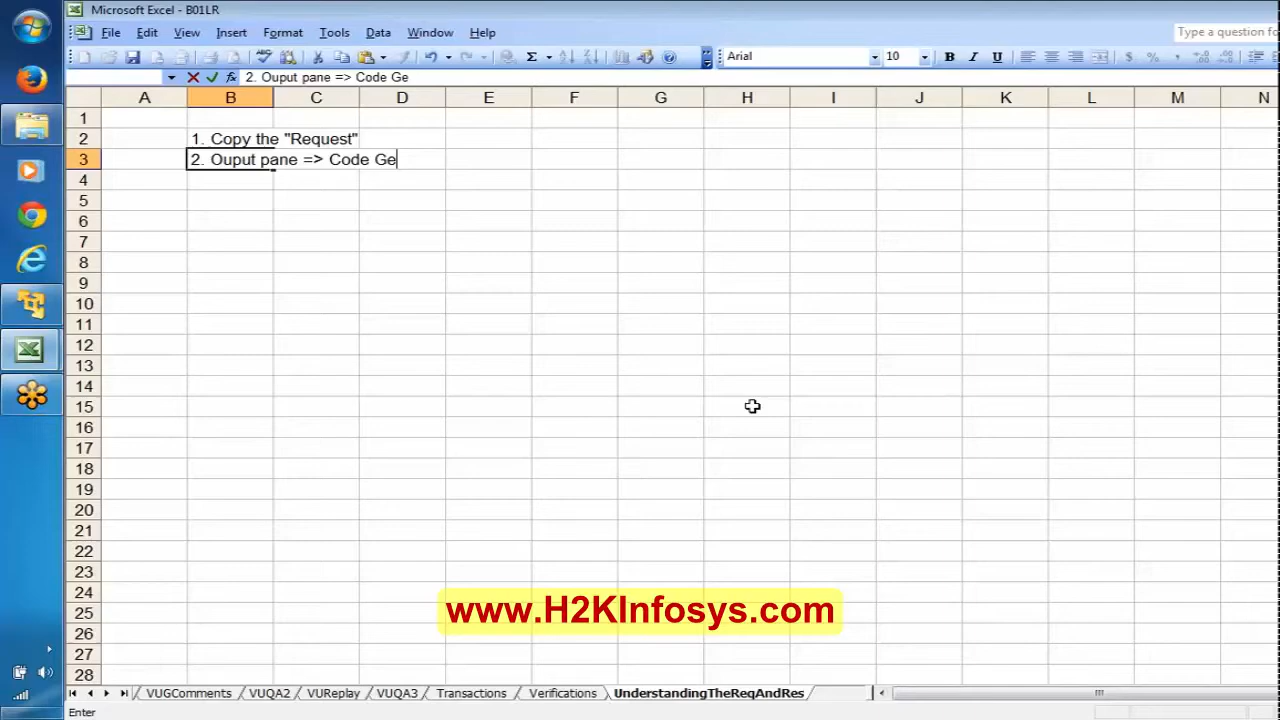 Microsoft Excel - B01LR
File Edit View Insert Format Tools Data Window Help
Type a question fo
Arial 10 B I U $ %
fx 2. Ouput pane => Code Ge
A B C D E F G H I J K L M N
1
2 1. Copy the "Request"
3 2. Ouput pane => Code Ge
4
5
6
7
8
9
10
11
12
13
14
15
16
17
18
19
20
21
22
23
24
25
26
27
28
www.H2KInfosys.com
VUGComments VUQA2 VUReplay VUQA3 Transactions Verifications UnderstandingTheReqAndRes
Enter